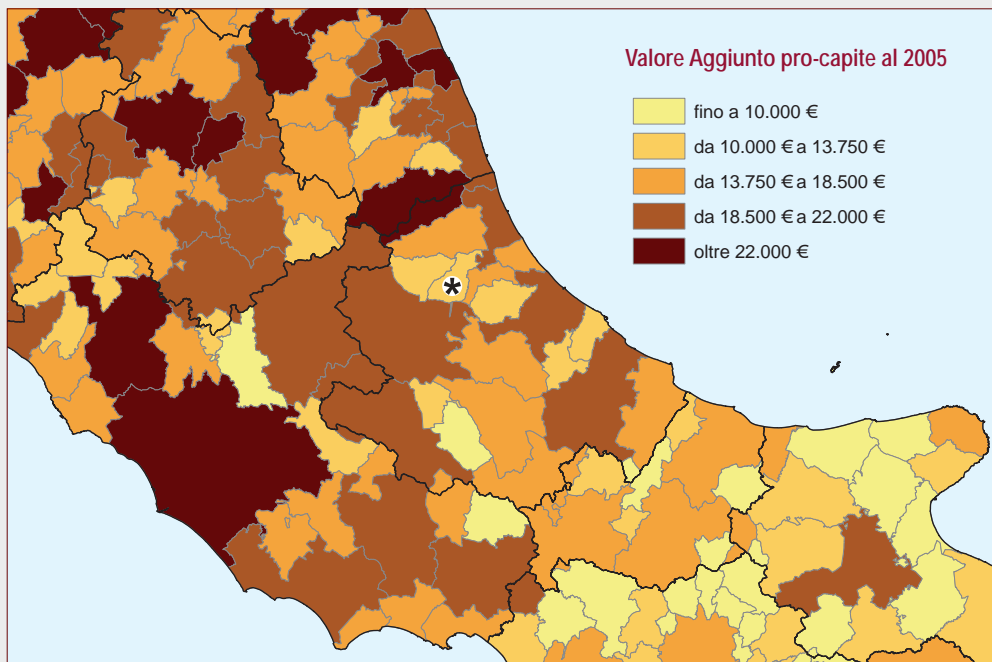 Valore Aggiunto pro-capite al 2005
fino a 10.000 €
da 10.000 € a 13.750 €
da 13.750 € a 18.500 €
da 18.500 € a 22.000 €
oltre 22.000 €
*